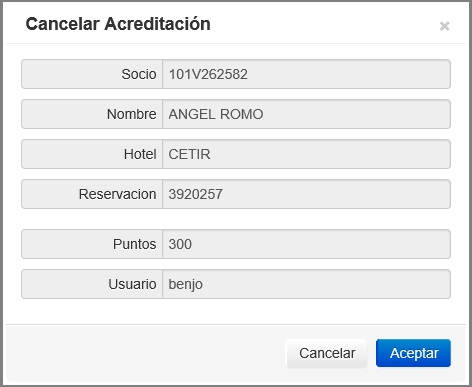 Cancelar Acreditación ×
Socio 101V262582
Nombre ANGEL ROMO
Hotel CETIR
Reservacion 3920257
Puntos 300
Usuario benjo
Cancelar Aceptar